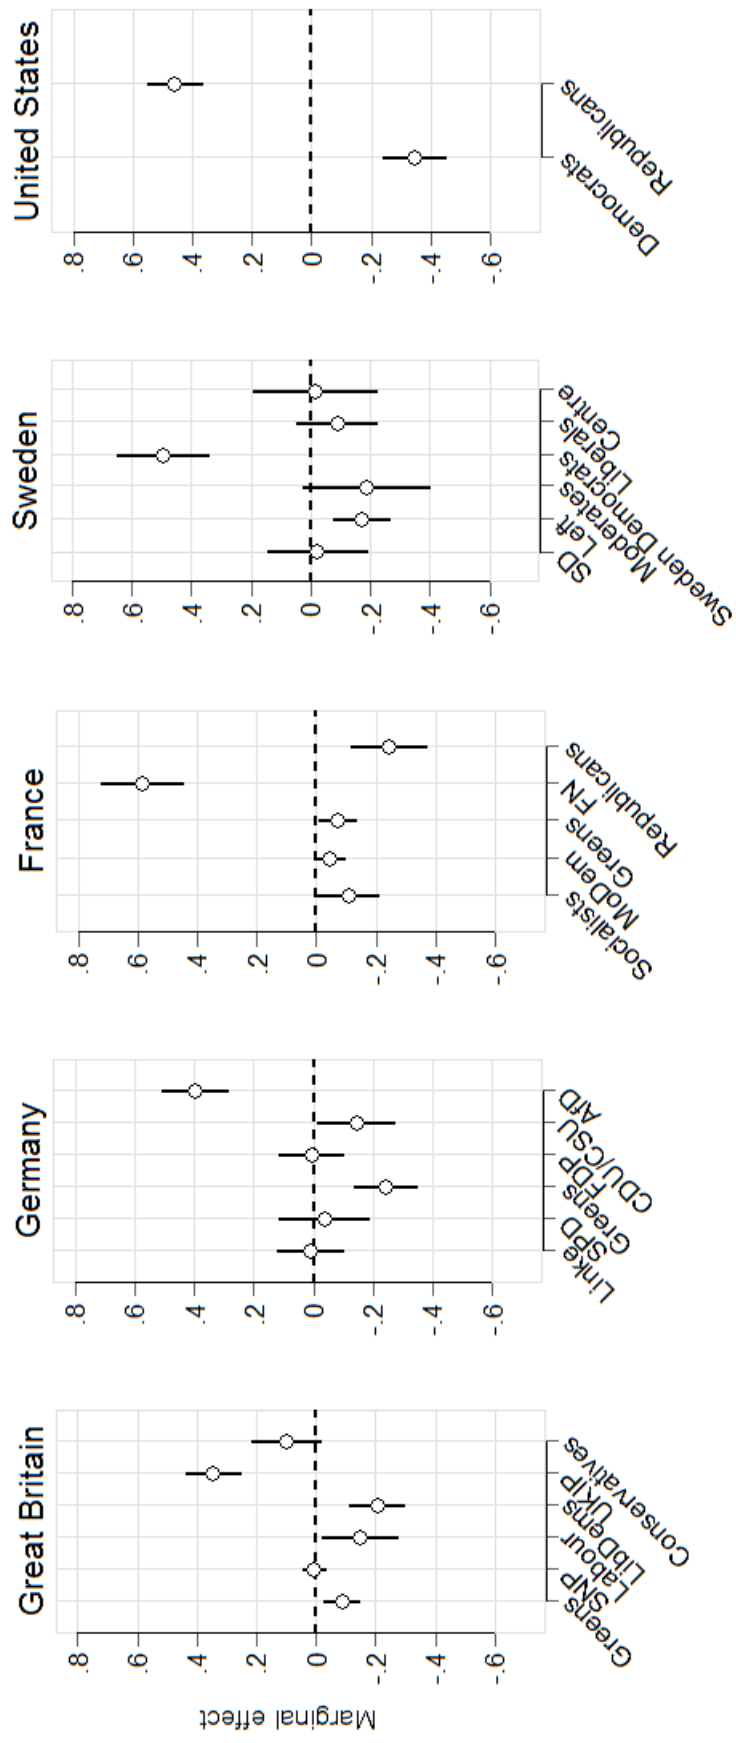 Great Britain
Marginal effect
.8
.6
.4
.2
0
-.2
-.4
-.6
Greens
SNP
Labour
LibDems
UKIP
Conservatives
Germany
.8
.6
.4
.2
0
-.2
-.4
-.6
Linke
SPD
Greens
FDP
CDU/CSU
AfD
France
.8
.6
.4
.2
0
-.2
-.4
-.6
Socialists
MoDem
Greens
FN
Republicans
Sweden
.8
.6
.4
.2
0
-.2
-.4
-.6
SD
Left
Moderates
Sweden Democrats
Liberals
Centre
United States
.8
.6
.4
.2
0
-.2
-.4
-.6
Democrats
Republicans